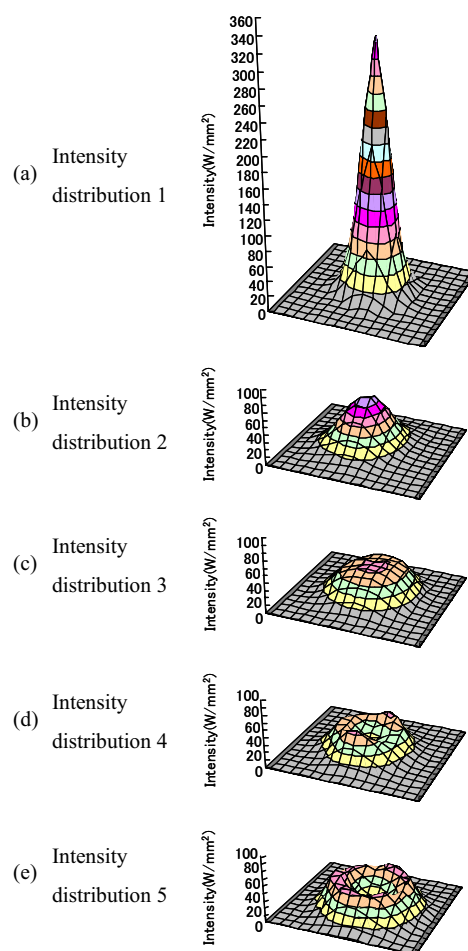 360
340
320
300
280
260
240
220
200
180
160
140
120
100
80
60
40
20
0
Intensity(W/mm²)
(a) Intensity
distribution 1
100
80
60
40
20
0
Intensity(W/mm²)
(b) Intensity
distribution 2
100
80
60
40
20
0
Intensity(W/mm²)
(c) Intensity
distribution 3
100
80
60
40
20
0
Intensity(W/mm²)
(d) Intensity
distribution 4
100
80
60
40
20
0
Intensity(W/mm²)
(e) Intensity
distribution 5